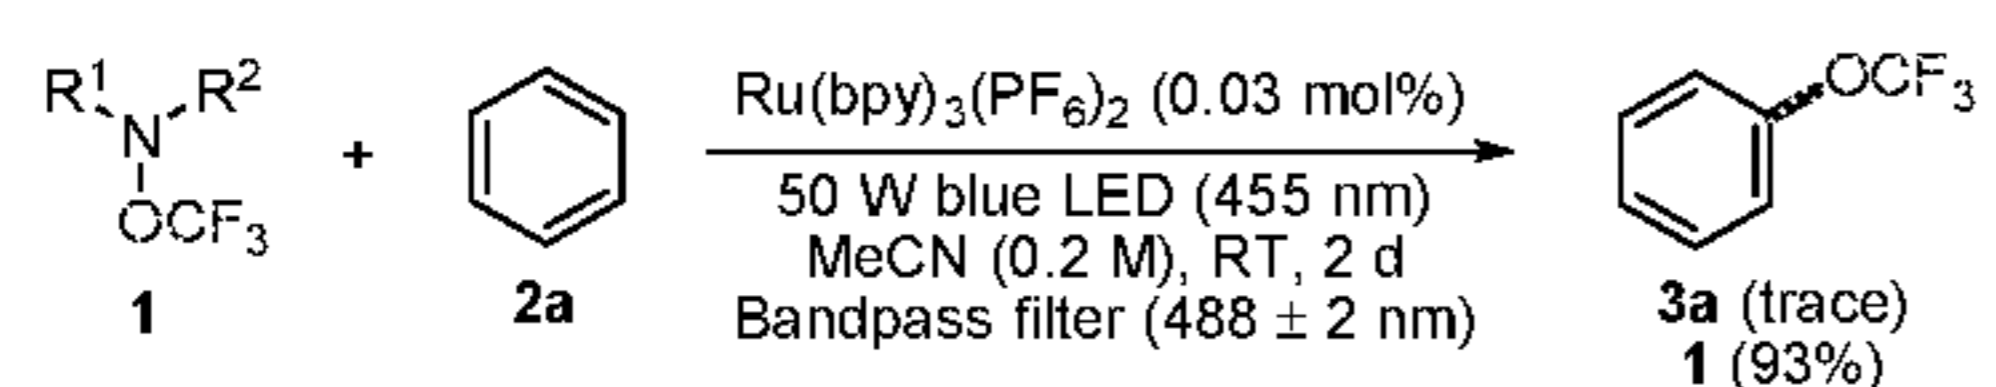 R¹ R²
N
OCF₃
1
+
2a
Ru(bpy)₃(PF₆)₂ (0.03 mol%)
50 W blue LED (455 nm)
MeCN (0.2 M), RT, 2 d
Bandpass filter (488 ± 2 nm)
OCF₃
3a (trace)
1 (93%)